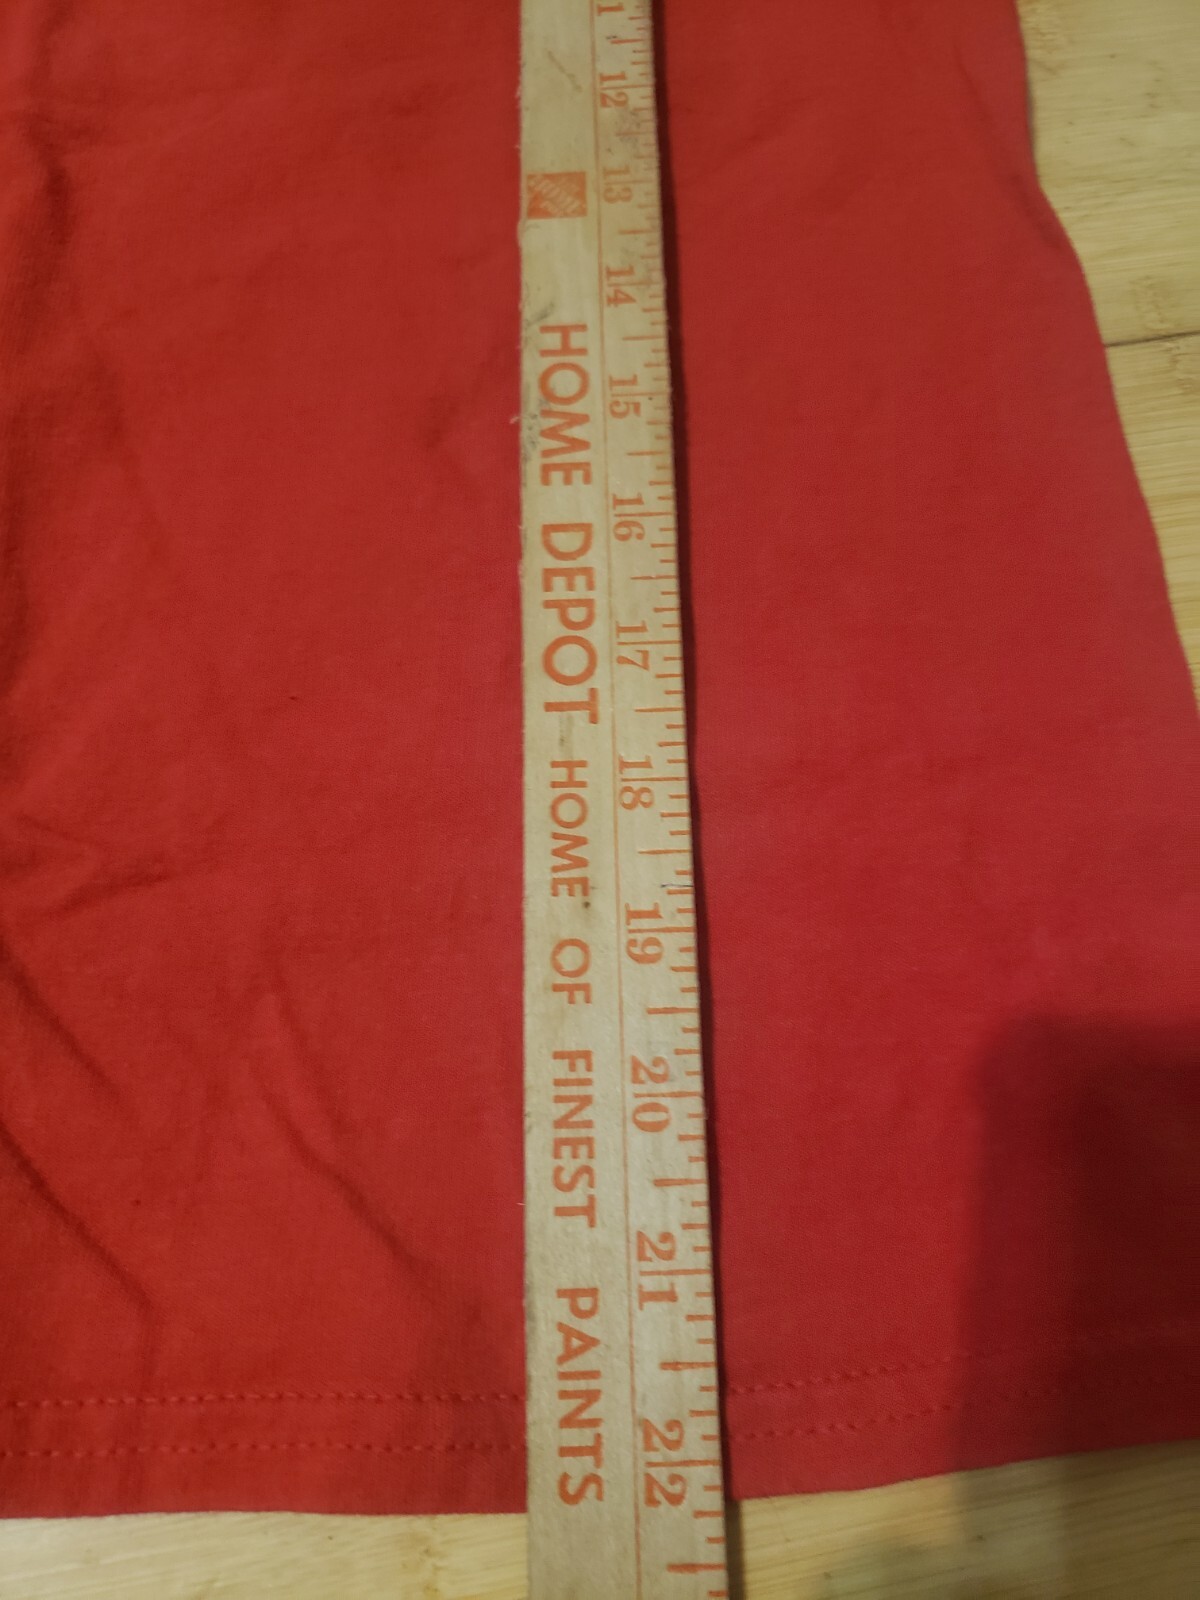 HOME DEPOT HOME OF FINEST PAINTS
12 13 14 15 16 17 18 19 20 21 22